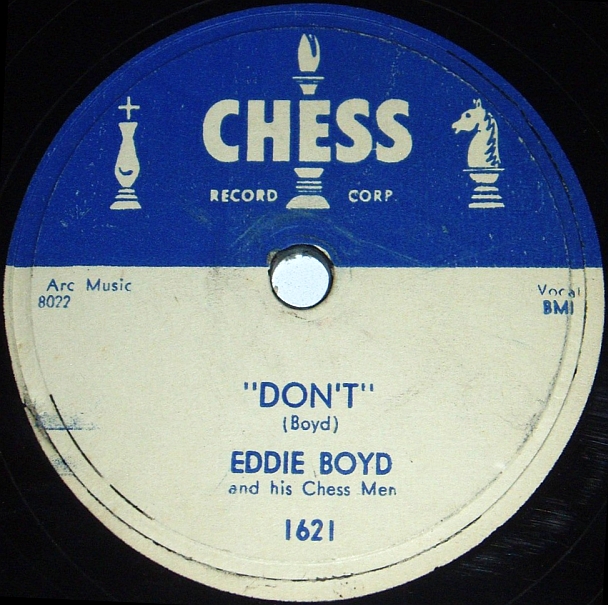 CHESS
RECORD CORP.
Arc Music
8022
Vocal
BMI
"DON'T"
(Boyd)
EDDIE BOYD
and his Chess Men
1621